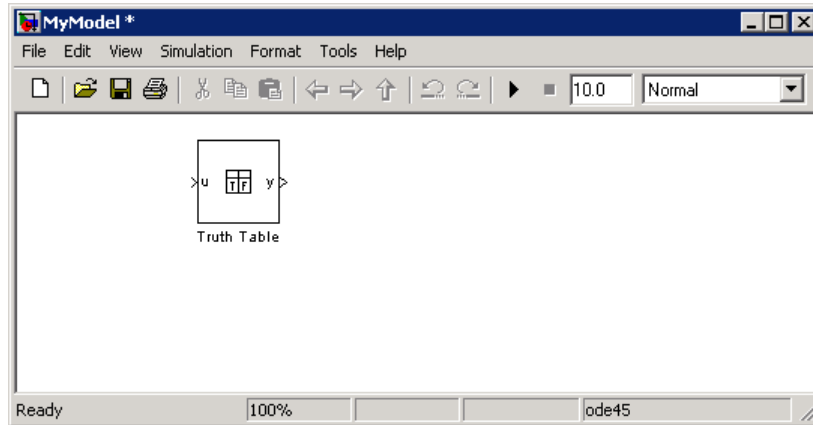 MyModel *
File Edit View Simulation Format Tools Help
10.0 Normal
u T F y
Truth Table
Ready 100% ode45